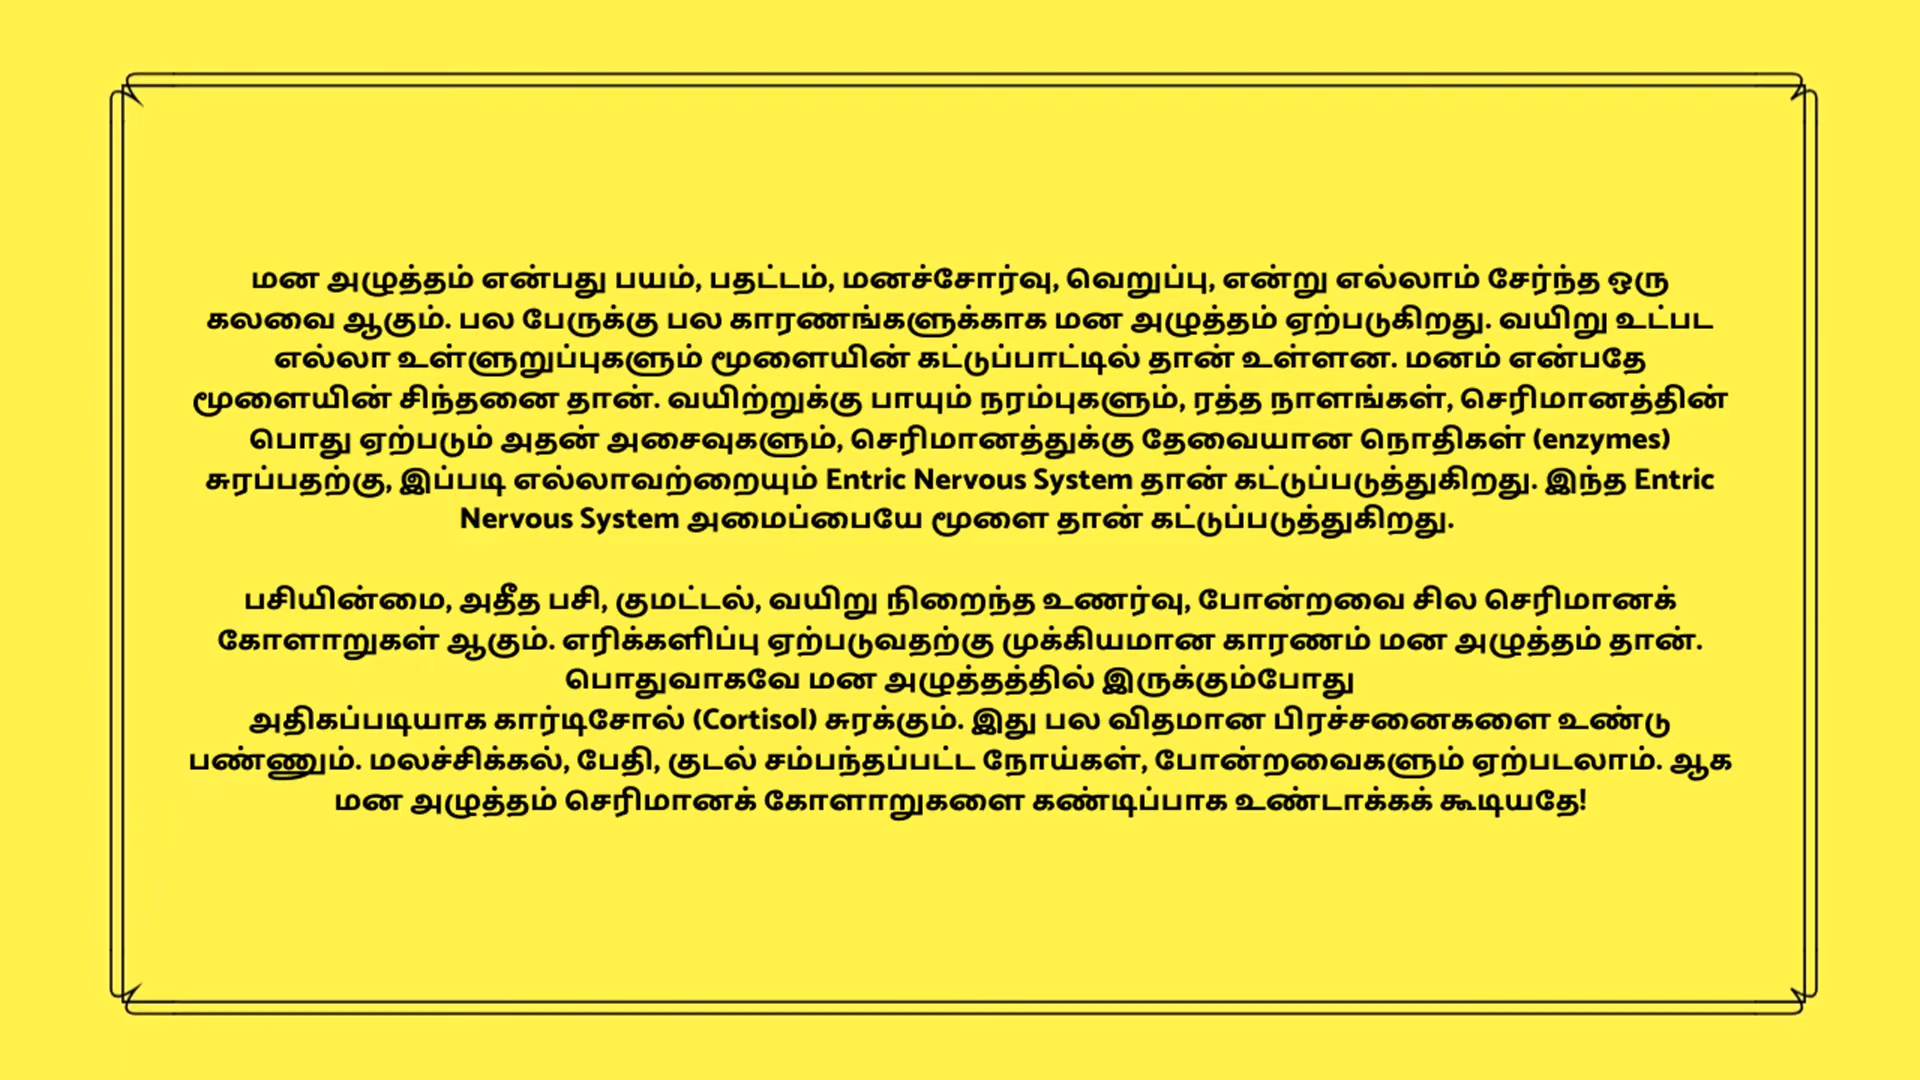 மன அழுத்தம் என்பது பயம், பதட்டம், மனச்சோர்வு, வெறுப்பு, என்று எல்லாம் சேர்ந்த ஒரு
கலவை ஆகும். பல பேருக்கு பல காரணங்களுக்காக மன அழுத்தம் ஏற்படுகிறது. வயிறு உட்பட
எல்லா உள்ளுறுப்புகளும் மூளையின் கட்டுப்பாட்டில் தான் உள்ளன. மனம் என்பதே
மூளையின் சிந்தனை தான். வயிற்றுக்கு பாயும் நரம்புகளும், ரத்த நாளங்கள், செரிமானத்தின்
பொது ஏற்படும் அதன் அசைவுகளும், செரிமானத்துக்கு தேவையான நொதிகள் (enzymes)
சுரப்பதற்கு, இப்படி எல்லாவற்றையும் Entric Nervous System தான் கட்டுப்படுத்துகிறது. இந்த Entric
Nervous System அமைப்பையே மூளை தான் கட்டுப்படுத்துகிறது.
பசியின்மை, அதீத பசி, குமட்டல், வயிறு நிறைந்த உணர்வு, போன்றவை சில செரிமானக்
கோளாறுகள் ஆகும். எரிக்களிப்பு ஏற்படுவதற்கு முக்கியமான காரணம் மன அழுத்தம் தான்.
பொதுவாகவே மன அழுத்தத்தில் இருக்கும்போது
அதிகப்படியாக கார்டிசோல் (Cortisol) சுரக்கும். இது பல விதமான பிரச்சனைகளை உண்டு
பண்ணும். மலச்சிக்கல், பேதி, குடல் சம்பந்தப்பட்ட நோய்கள், போன்றவைகளும் ஏற்படலாம். ஆக
மன அழுத்தம் செரிமானக் கோளாறுகளை கண்டிப்பாக உண்டாக்கக் கூடியதே!